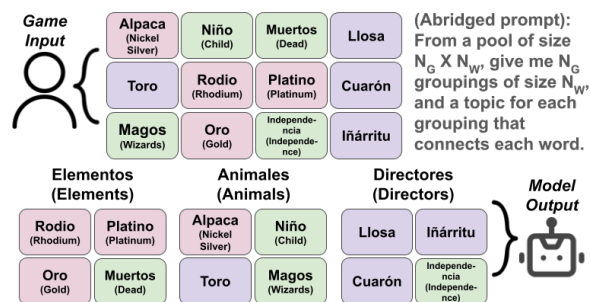 Game
Input
Alpaca
(Nickel
Silver)
Niño
(Child)
Muertos
(Dead)
Llosa
Toro
Rodio
(Rhodium)
Platino
(Platinum)
Cuarón
Magos
(Wizards)
Oro
(Gold)
Independe-
ncia
(Independe-
nce)
Iñárritu
(Abridged prompt):
From a pool of size
N_G X N_W, give me N_G
groupings of size N_W,
and a topic for each
grouping that
connects each word.
Elementos
(Elements)
Rodio
(Rhodium)
Platino
(Platinum)
Oro
(Gold)
Muertos
(Dead)
Animales
(Animals)
Alpaca
(Nickel
Silver)
Niño
(Child)
Toro
Magos
(Wizards)
Directores
(Directors)
Llosa
Iñárritu
Cuarón
Independe-
ncia
(Independe-
nce)
Model
Output